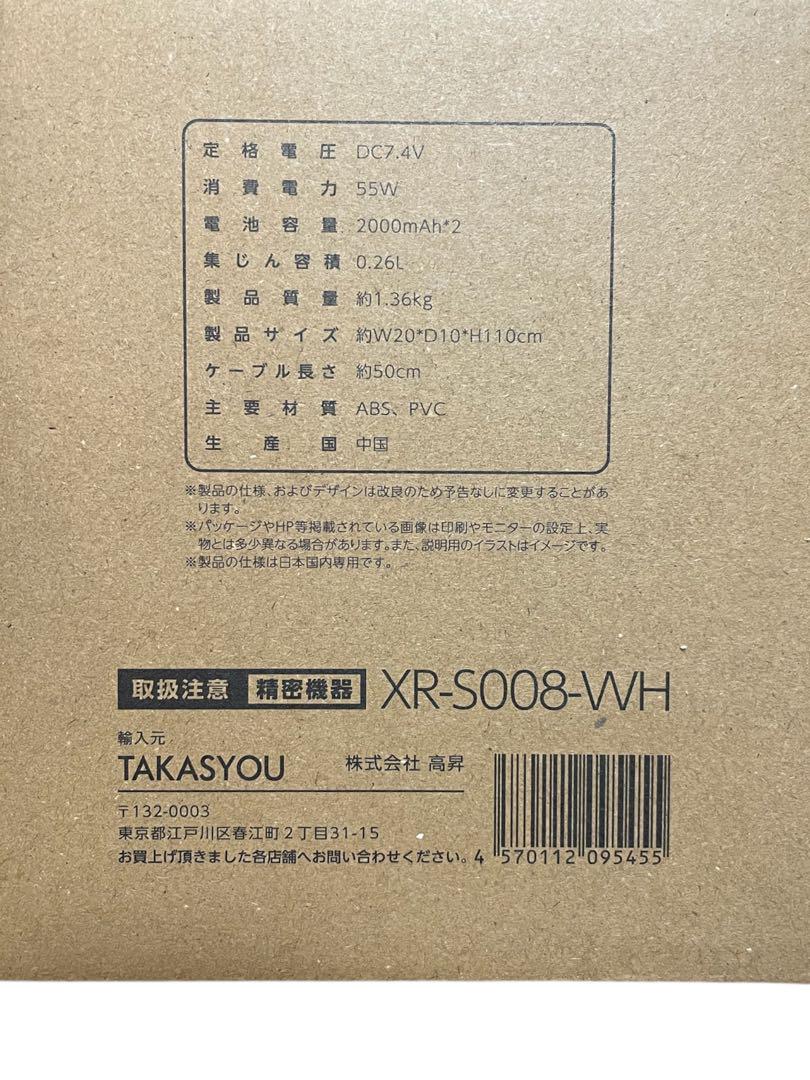 定格電圧 DC7.4V
消費電力 55W
電池容量 2000mAh*2
集じん容積 0.26L
製品質量 約1.36kg
製品サイズ 約W20*D10*H110cm
ケーブル長さ 約50cm
主要材質 ABS、PVC
生産国 中国
※製品の仕様、およびデザインは改良のため予告なしに変更することがあ
ります。
※パッケージやHP等掲載されている画像は印刷やモニターの設定上、実
物とは多少異なる場合があります。また、説明用のイラストはイメージです。
※製品の仕様は日本国内専用です。
取扱注意 精密機器 XR-S008-WH
輸入元
TAKASYOU 株式会社 高昇
〒132-0003
東京都江戸川区春江町2丁目31-15
お買上げ頂きました各店舗へお問い合わせください。
4 570112 095455